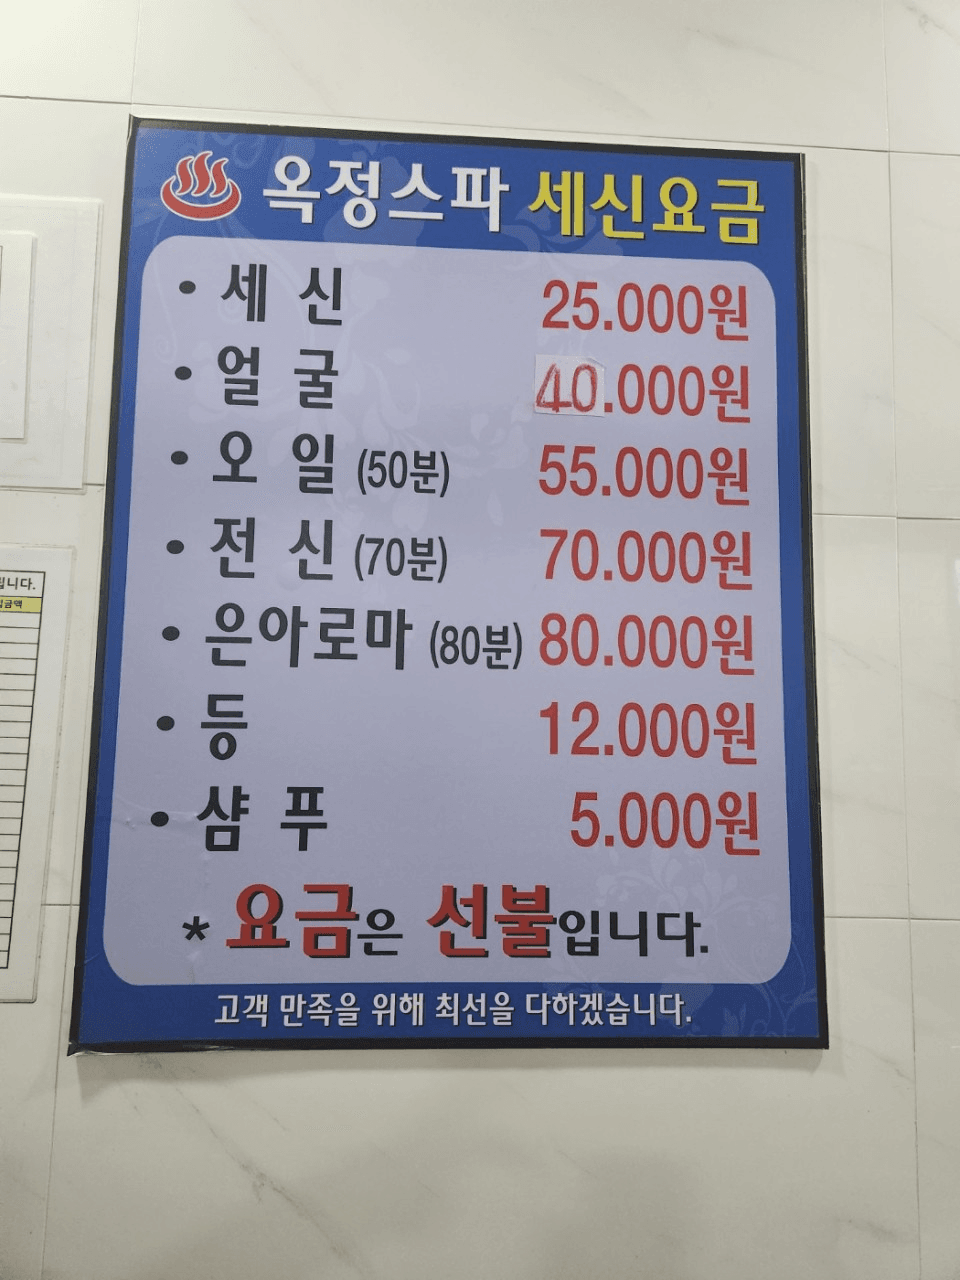 옥정스파 세신요금
• 세 신 25.000원
• 얼 굴 40.000원
• 오 일 (50분) 55.000원
• 전 신 (70분) 70.000원
• 은아로마 (80분) 80.000원
• 등 12.000원
• 샴 푸 5.000원
* 요금은 선불입니다.
고객 만족을 위해 최선을 다하겠습니다.
니다.
금액